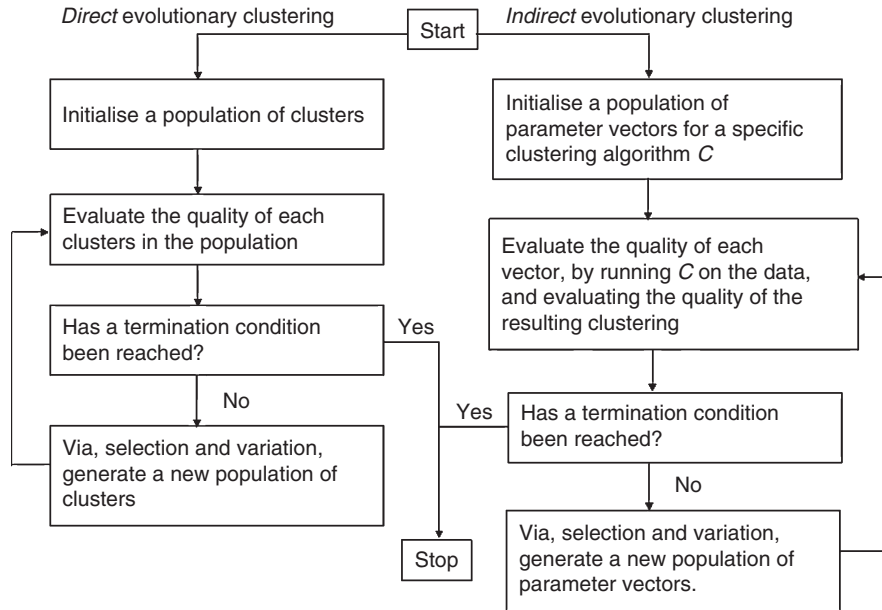 Direct evolutionary clustering
Start
Indirect evolutionary clustering
Initialise a population of clusters
Evaluate the quality of each
clusters in the population
Has a termination condition
been reached?
Yes
No
Via, selection and variation,
generate a new population of
clusters
Initialise a population of
parameter vectors for a specific
clustering algorithm C
Evaluate the quality of each
vector, by running C on the data,
and evaluating the quality of the
resulting clustering
Yes
Has a termination condition
been reached?
No
Via, selection and variation,
generate a new population of
parameter vectors.
Stop